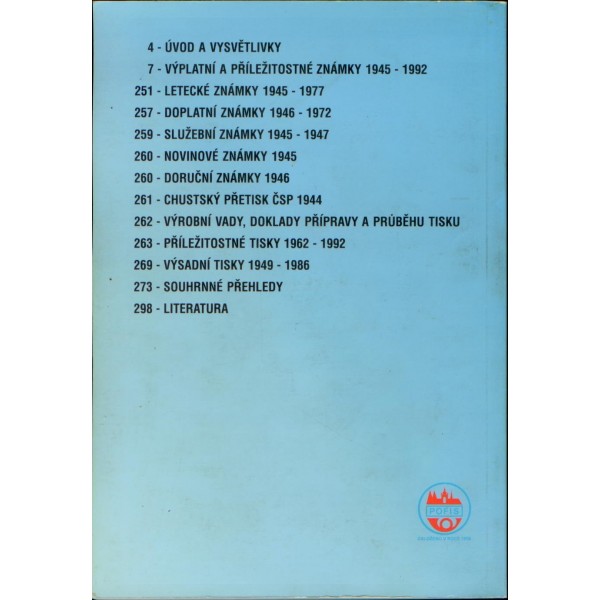 4 - ÚVOD A VYSVĚTLIVKY
7 - VÝPLATNÍ A PŘÍLEŽITOSTNÉ ZNÁMKY 1945 - 1992
251 - LETECKÉ ZNÁMKY 1945 - 1977
257 - DOPLATNÍ ZNÁMKY 1946 - 1972
259 - SLUŽEBNÍ ZNÁMKY 1945 - 1947
260 - NOVINOVÉ ZNÁMKY 1945
260 - DORUČNÍ ZNÁMKY 1946
261 - CHUSTSKÝ PŘETISK ČSP 1944
262 - VÝROBNÍ VADY, DOKLADY PŘÍPRAVY A PRŮBĚHU TISKU
263 - PŘÍLEŽITOSTNÉ TISKY 1962 - 1992
269 - VÝSADNÍ TISKY 1949 - 1986
273 - SOUHRNNÉ PŘEHLEDY
298 - LITERATURA
POFIS